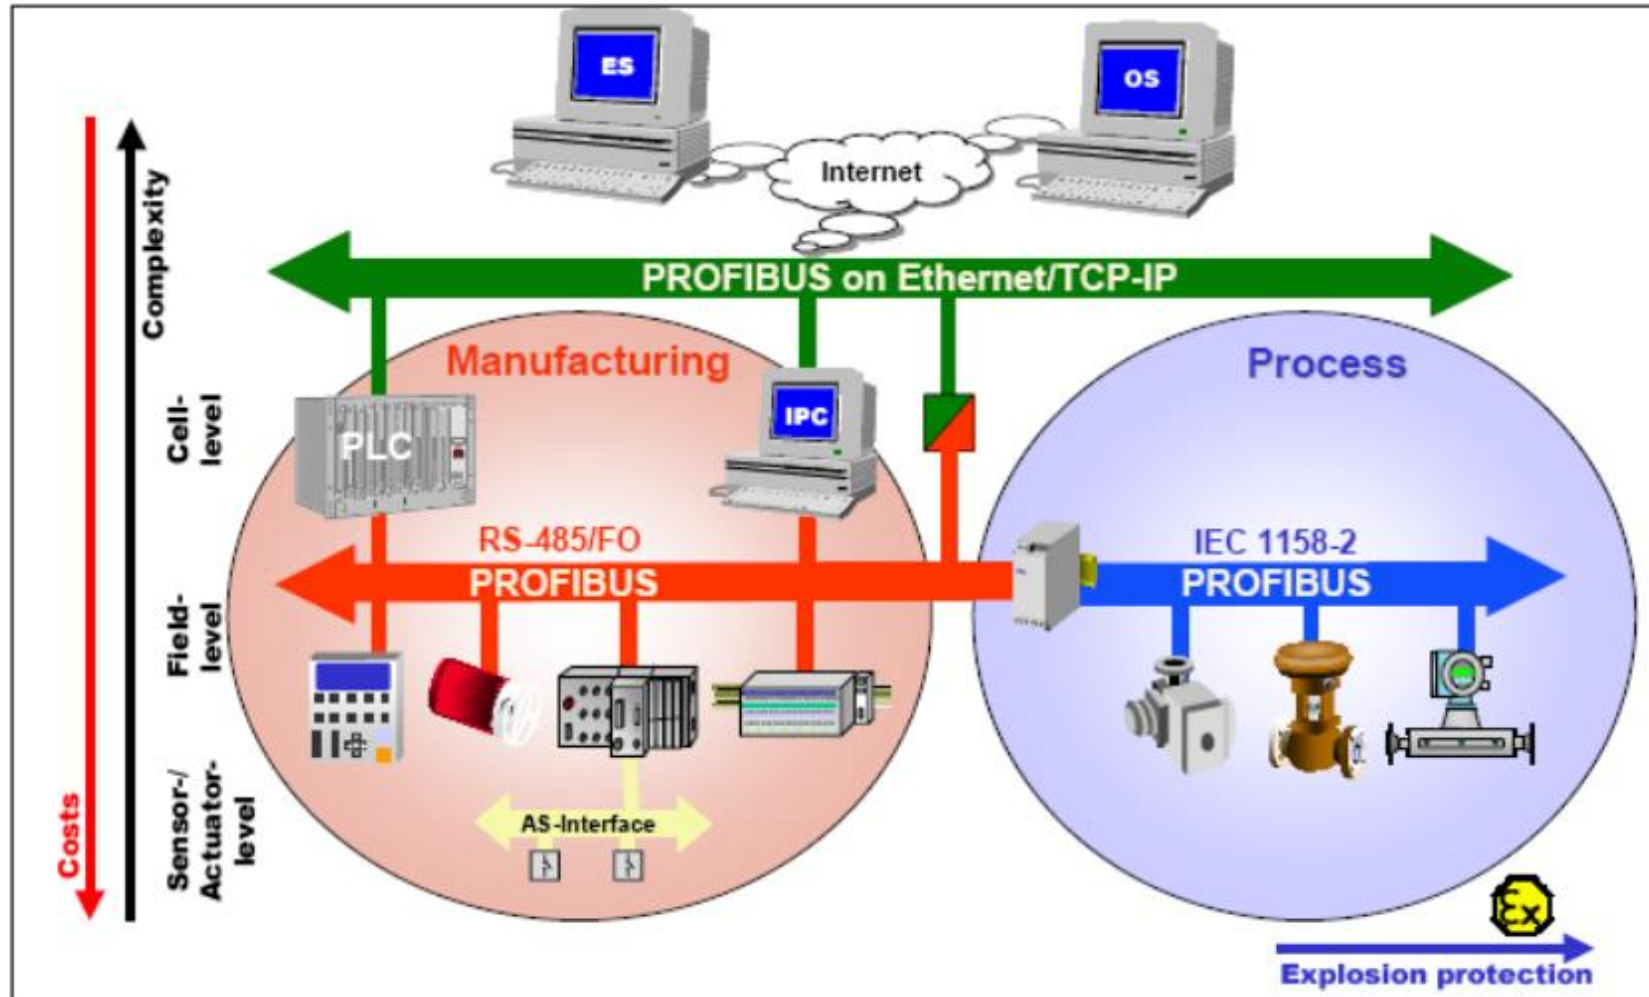 ES
OS
Internet
Complexity
PROFIBUS on Ethernet/TCP-IP
Manufacturing
Process
Cell-
level
PLC
IPC
RS-485/FO
IEC 1158-2
PROFIBUS
PROFIBUS
Field-
level
Sensor-/
Actuator-
level
AS-Interface
Costs
Ex
Explosion protection